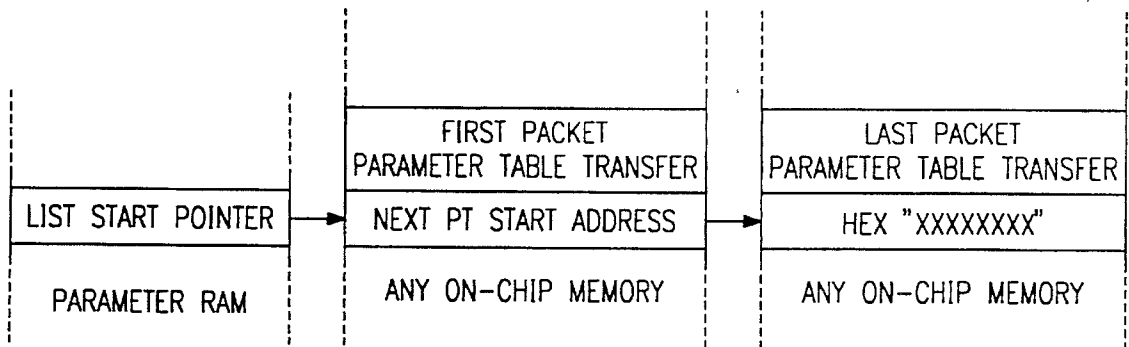 LIST START POINTER
PARAMETER RAM
FIRST PACKET
PARAMETER TABLE TRANSFER
NEXT PT START ADDRESS
ANY ON-CHIP MEMORY
LAST PACKET
PARAMETER TABLE TRANSFER
HEX "XXXXXXXX"
ANY ON-CHIP MEMORY